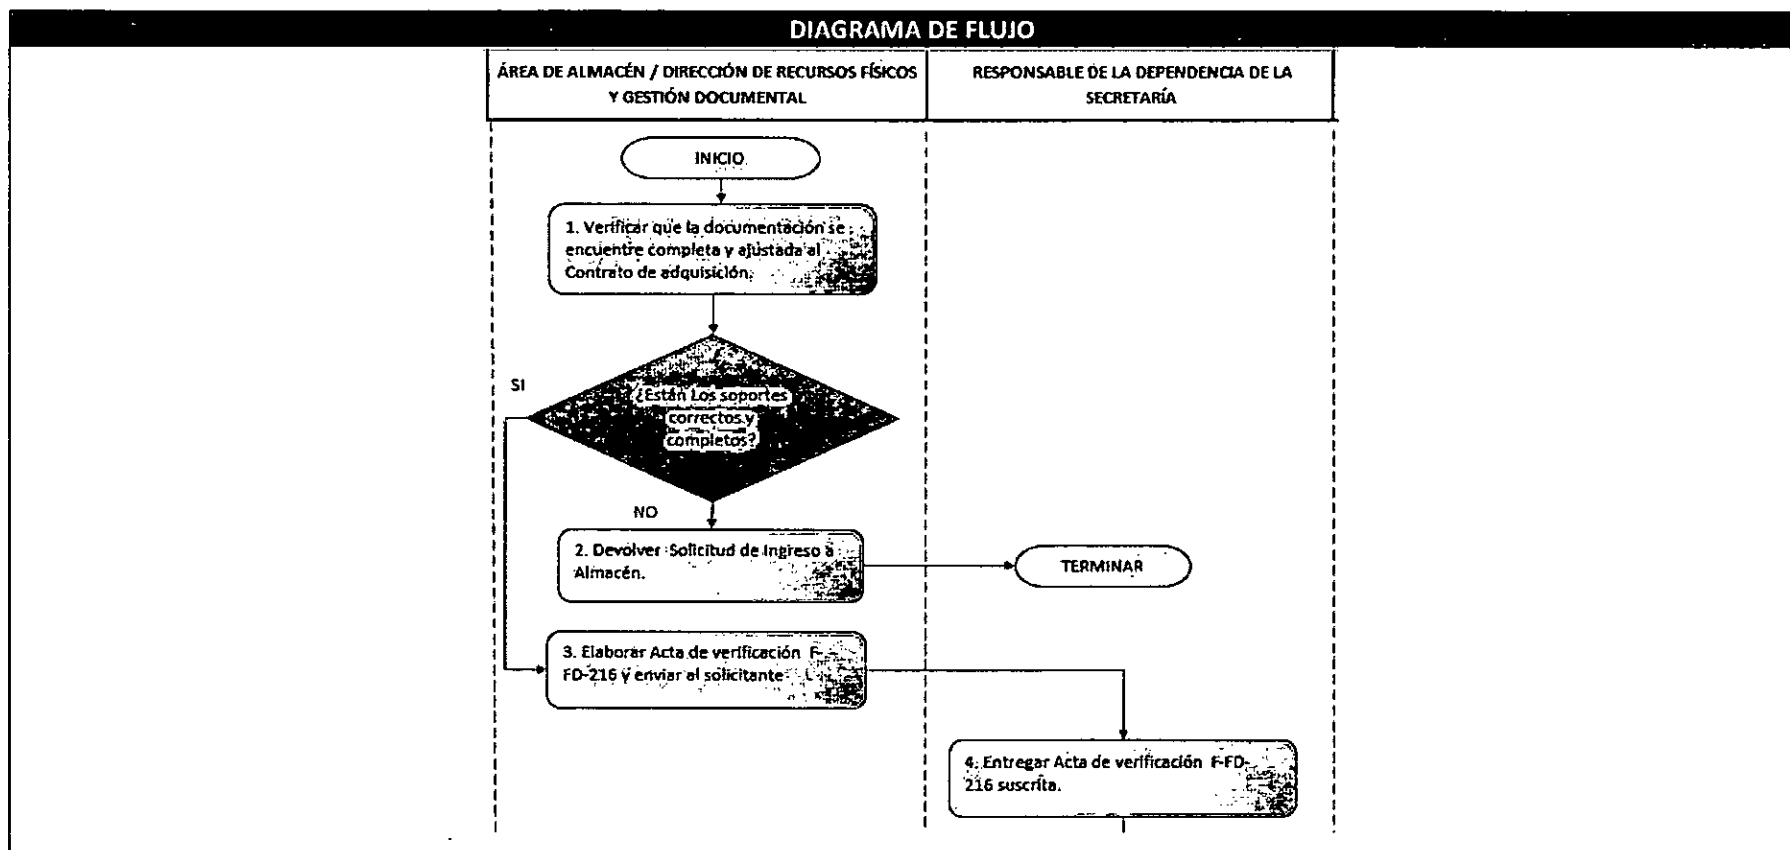 DIAGRAMA DE FLUJO
ÁREA DE ALMACÉN / DIRECCIÓN DE RECURSOS FÍSICOS
Y GESTIÓN DOCUMENTAL
RESPONSABLE DE LA DEPENDENCIA DE LA
SECRETARÍA
INICIO
1. Verificar que la documentación se
encuentre completa y ajustada al
Contrato de adquisición.
SI
¿Están Los soportes
correctos y
completos?
NO
2. Devolver Solicitud de Ingreso a
Almacén.
TERMINAR
3. Elaborar Acta de verificación F-
FD-216 y enviar al solicitante
4. Entregar Acta de verificación F-FD-
216 suscrita.